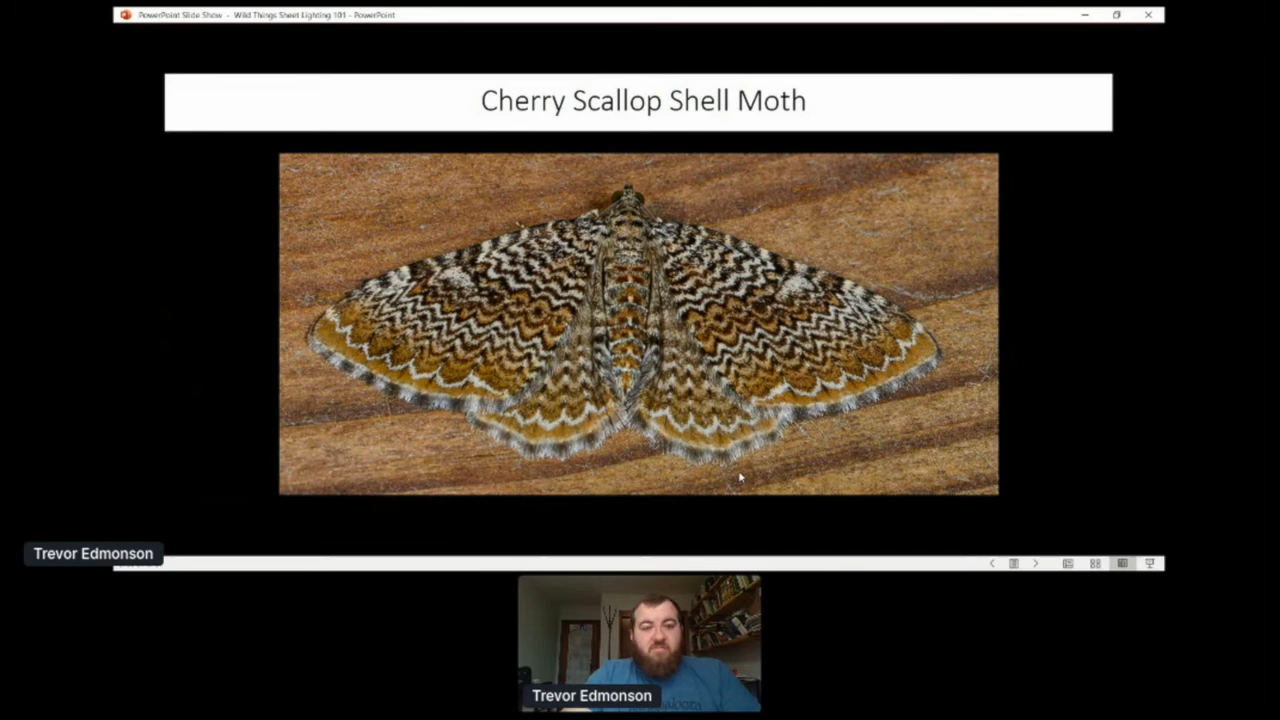 PowerPoint Slide Show - Wild Things Sheet Lighting 101 - PowerPoint
Cherry Scallop Shell Moth
Trevor Edmonson
Trevor Edmonson